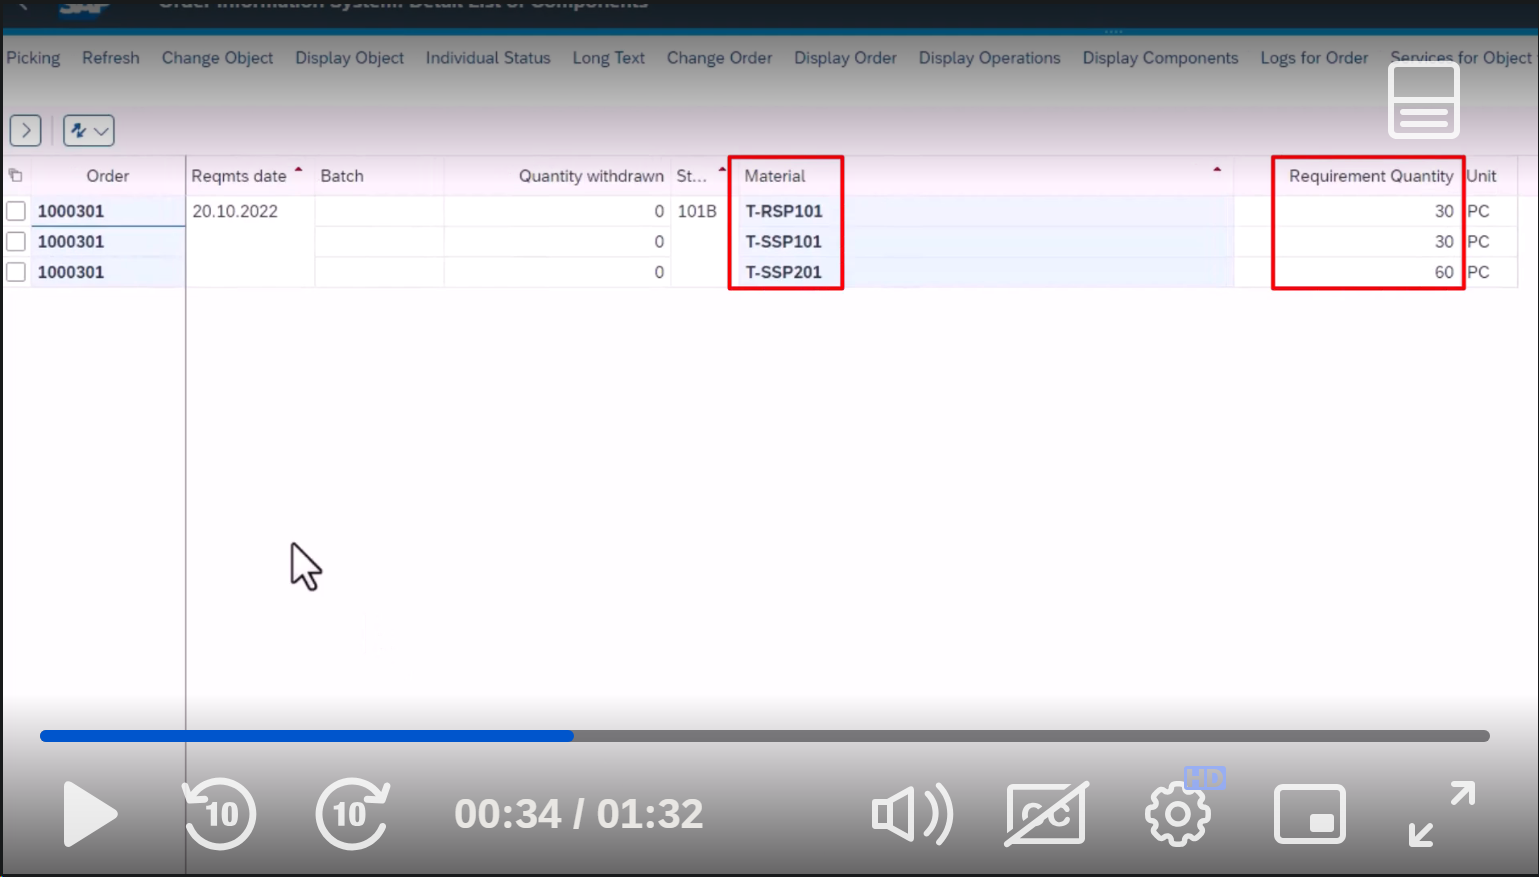 SAP Order Information System: Detail List of Components
Picking Refresh Change Object Display Object Individual Status Long Text Change Order Display Order Display Operations Display Components Logs for Order Services for Object
Order Reqmts date Batch Quantity withdrawn St... Material Requirement Quantity Unit
1000301 20.10.2022 0 101B T-RSP101 30 PC
1000301 0 T-SSP101 30 PC
1000301 0 T-SSP201 60 PC
HD
10 10 00:34 / 01:32 CC